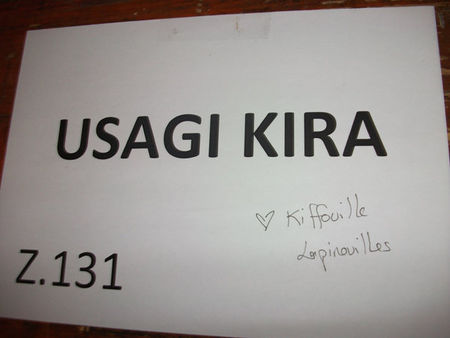 USAGI KIRA
♡ Kiffouille
Lapinouilles
Z.131